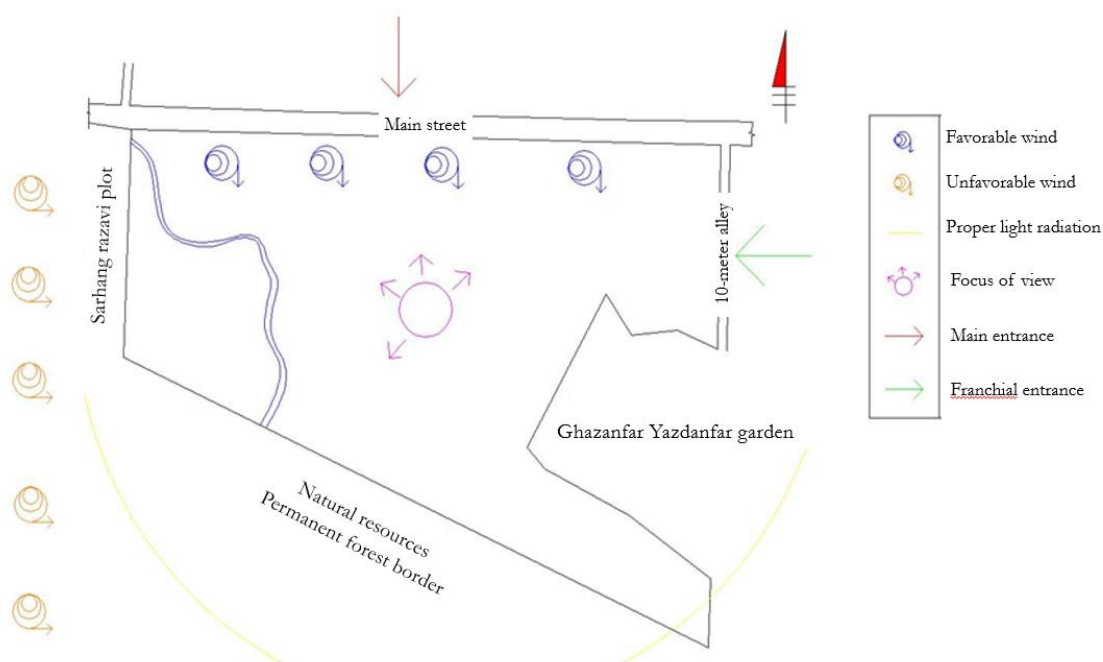 Main street
Sarhang razavi plot
10-meter alley
Ghazanfar Yazdanfar garden
Natural resources
Permanent forest border
Favorable wind
Unfavorable wind
Proper light radiation
Focus of view
Main entrance
Franchial entrance